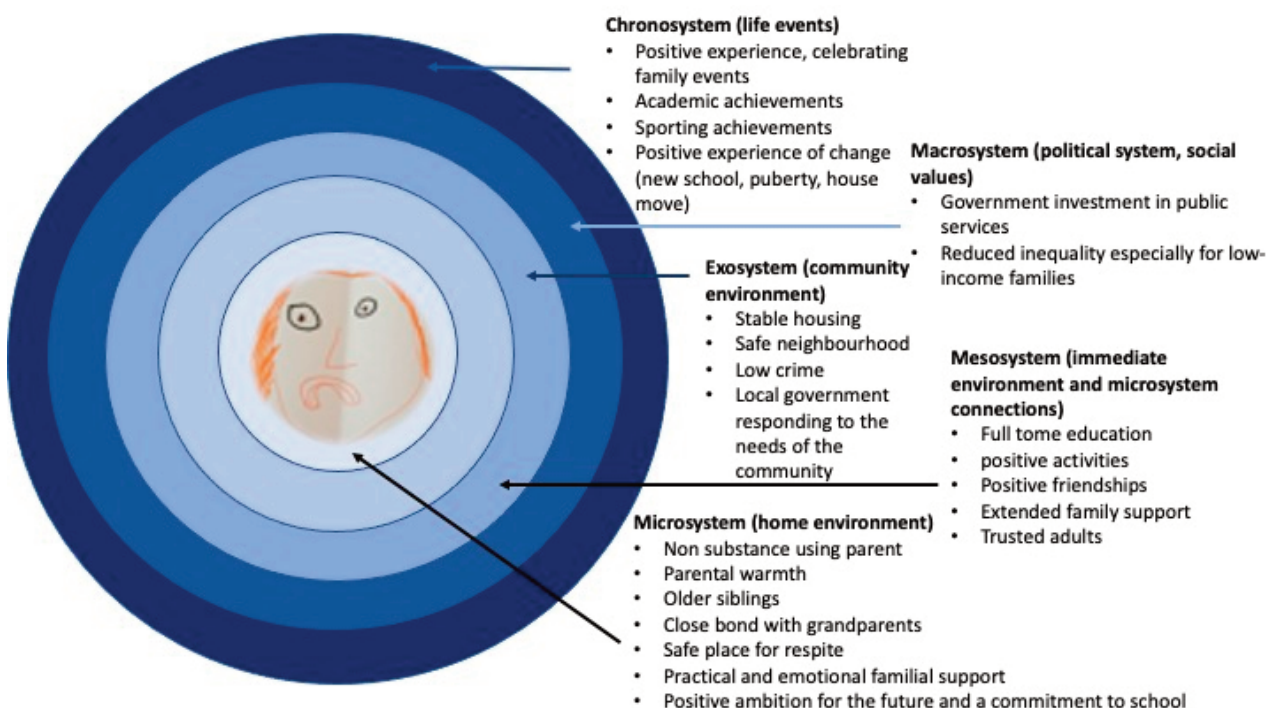 Chronosystem (life events)
• Positive experience, celebrating
family events
• Academic achievements
• Sporting achievements
• Positive experience of change
(new school, puberty, house
move)
Macrosystem (political system, social
values)
• Government investment in public
services
• Reduced inequality especially for low-
income families
Exosystem (community
environment)
• Stable housing
• Safe neighbourhood
• Low crime
• Local government
responding to the
needs of the
community
Mesosystem (immediate
environment and microsystem
connections)
• Full tome education
• positive activities
• Positive friendships
• Extended family support
• Trusted adults
Microsystem (home environment)
• Non substance using parent
• Parental warmth
• Older siblings
• Close bond with grandparents
• Safe place for respite
• Practical and emotional familial support
• Positive ambition for the future and a commitment to school